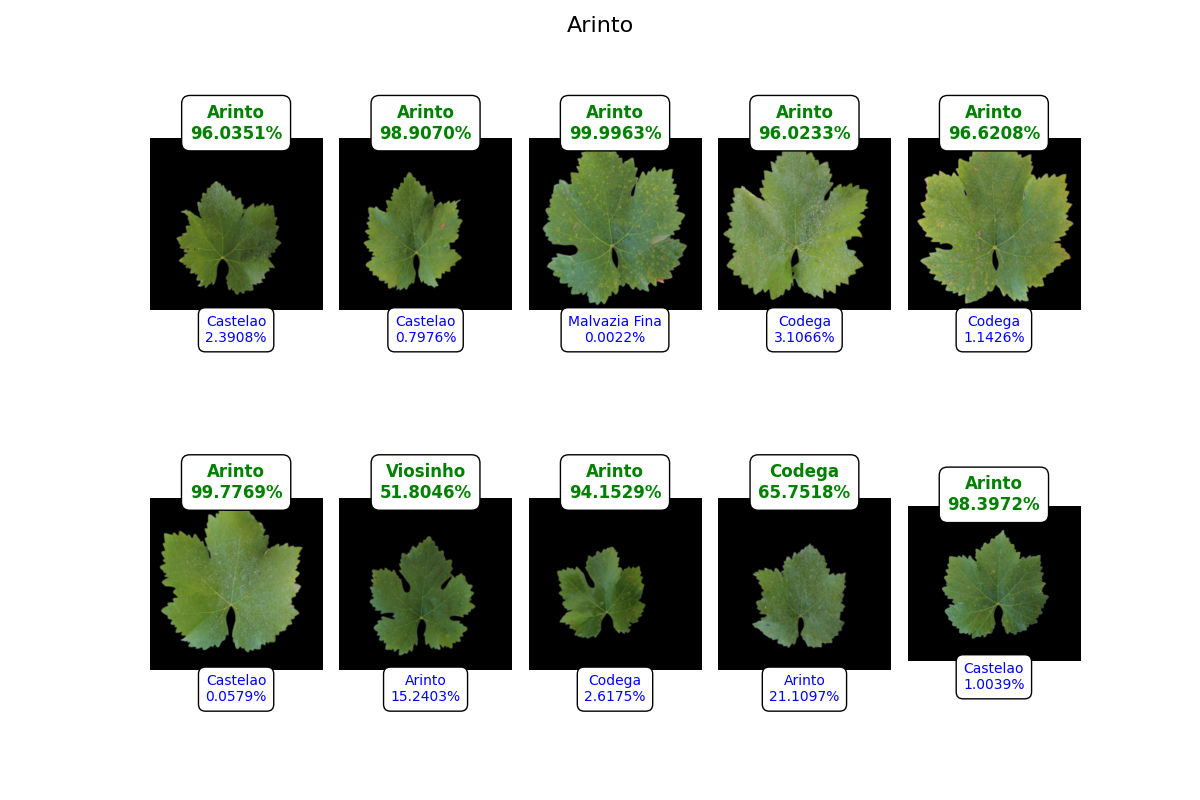 Arinto
Arinto
96.0351%
Arinto
98.9070%
Arinto
99.9963%
Arinto
96.0233%
Arinto
96.6208%
Castelao
2.3908%
Castelao
0.7976%
Malvazia Fina
0.0022%
Codega
3.1066%
Codega
1.1426%
Arinto
99.7769%
Viosinho
51.8046%
Arinto
94.1529%
Codega
65.7518%
Arinto
98.3972%
Castelao
0.0579%
Arinto
15.2403%
Codega
2.6175%
Arinto
21.1097%
Castelao
1.0039%